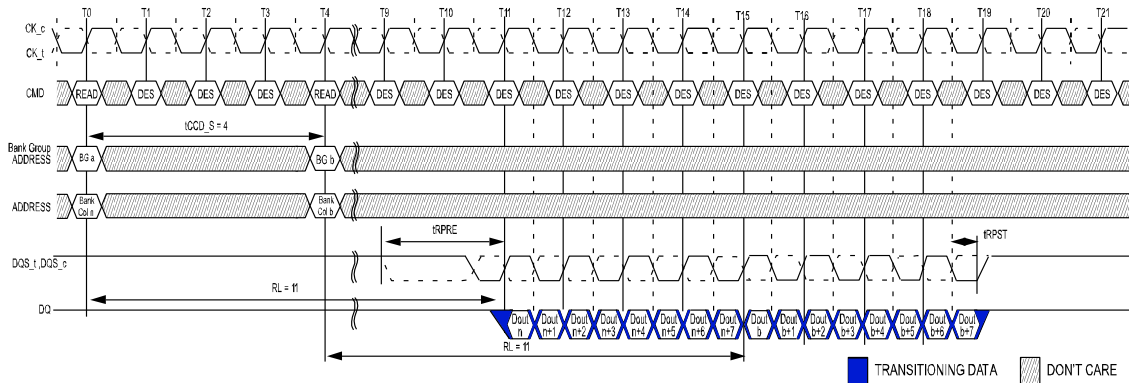 T0 T1 T2 T3 T4 T9 T10 T11 T12 T13 T14 T15 T16 T17 T18 T19 T20 T21
CK_c
CK_t
CMD READ DES DES DES READ DES DES DES DES DES DES DES DES DES DES DES DES DES
tCCD_S = 4
Bank Group
ADDRESS BG a BG b
ADDRESS Bank Col n Bank Col b
tRPRE tRPST
DQS_t ,DQS_c
RL = 11
DQ Dout n Dout n+1 Dout n+2 Dout n+3 Dout n+4 Dout n+5 Dout n+6 Dout n+7 Dout b Dout b+1 Dout b+2 Dout b+3 Dout b+4 Dout b+5 Dout b+6 Dout b+7
RL = 11
TRANSITIONING DATA DON'T CARE